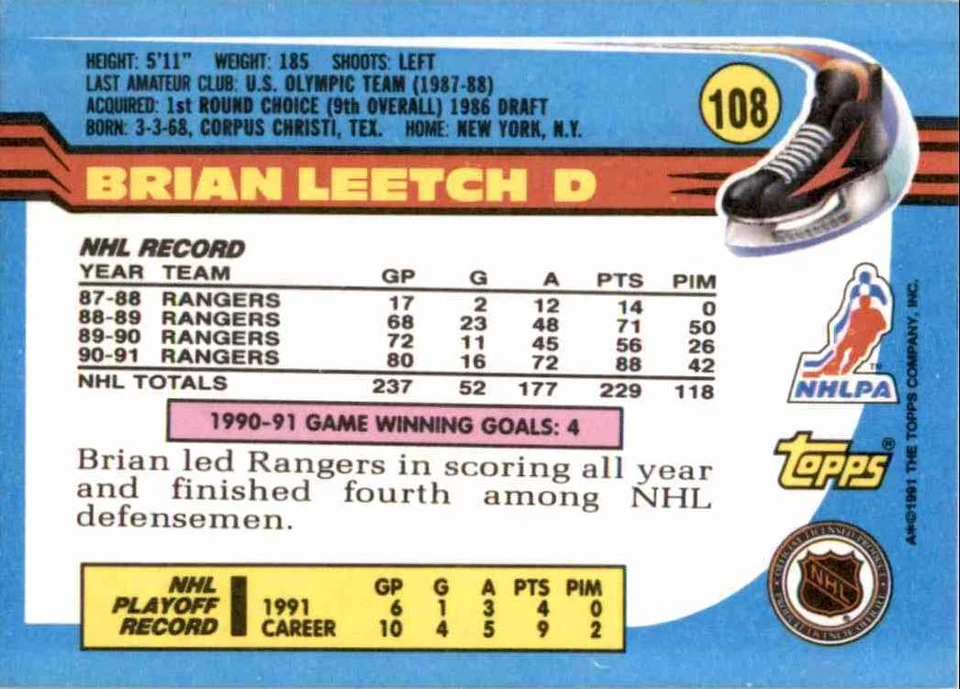 HEIGHT: 5'11" WEIGHT: 185 SHOOTS: LEFT
LAST AMATEUR CLUB: U.S. OLYMPIC TEAM (1987-88)
ACQUIRED: 1st ROUND CHOICE (9th OVERALL) 1986 DRAFT
BORN: 3-3-68, CORPUS CHRISTI, TEX. HOME: NEW YORK, N.Y.
108
BRIAN LEETCH D
NHL RECORD
YEAR TEAM GP G A PTS PIM
87-88 RANGERS 17 2 12 14 0
88-89 RANGERS 68 23 48 71 50
89-90 RANGERS 72 11 45 56 26
90-91 RANGERS 80 16 72 88 42
NHL TOTALS 237 52 177 229 118
1990-91 GAME WINNING GOALS: 4
Brian led Rangers in scoring all year
and finished fourth among NHL
defensemen.
NHL PLAYOFF RECORD
GP G A PTS PIM
1991 6 1 3 4 0
CAREER 10 4 5 9 2
TM
NHLPA
TOPPS®
A*©1991 THE TOPPS COMPANY, INC.
OFFICIAL LICENSED PRODUCT
NHL
®